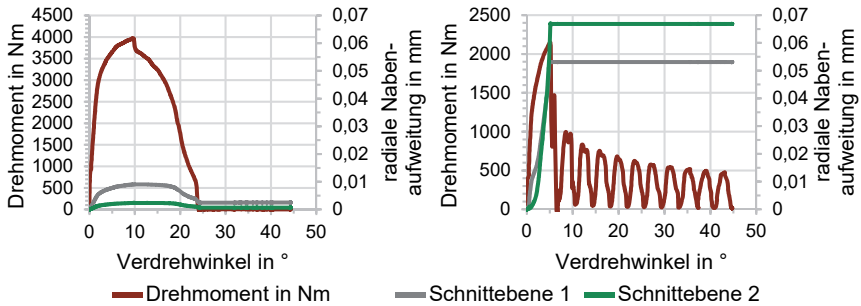 4500
4000
3500
3000
2500
2000
1500
1000
500
0
Drehmoment in Nm
0,07
0,06
0,05
0,04
0,03
0,02
0,01
0
radiale Naben-
aufweitung in mm
0 10 20 30 40 50
Verdrehwinkel in °
2500
2000
1500
1000
500
0
Drehmoment in Nm
0,07
0,06
0,05
0,04
0,03
0,02
0,01
0
radiale Naben-
aufweitung in mm
0 10 20 30 40 50
Verdrehwinkel in °
Drehmoment in Nm Schnittebene 1 Schnittebene 2